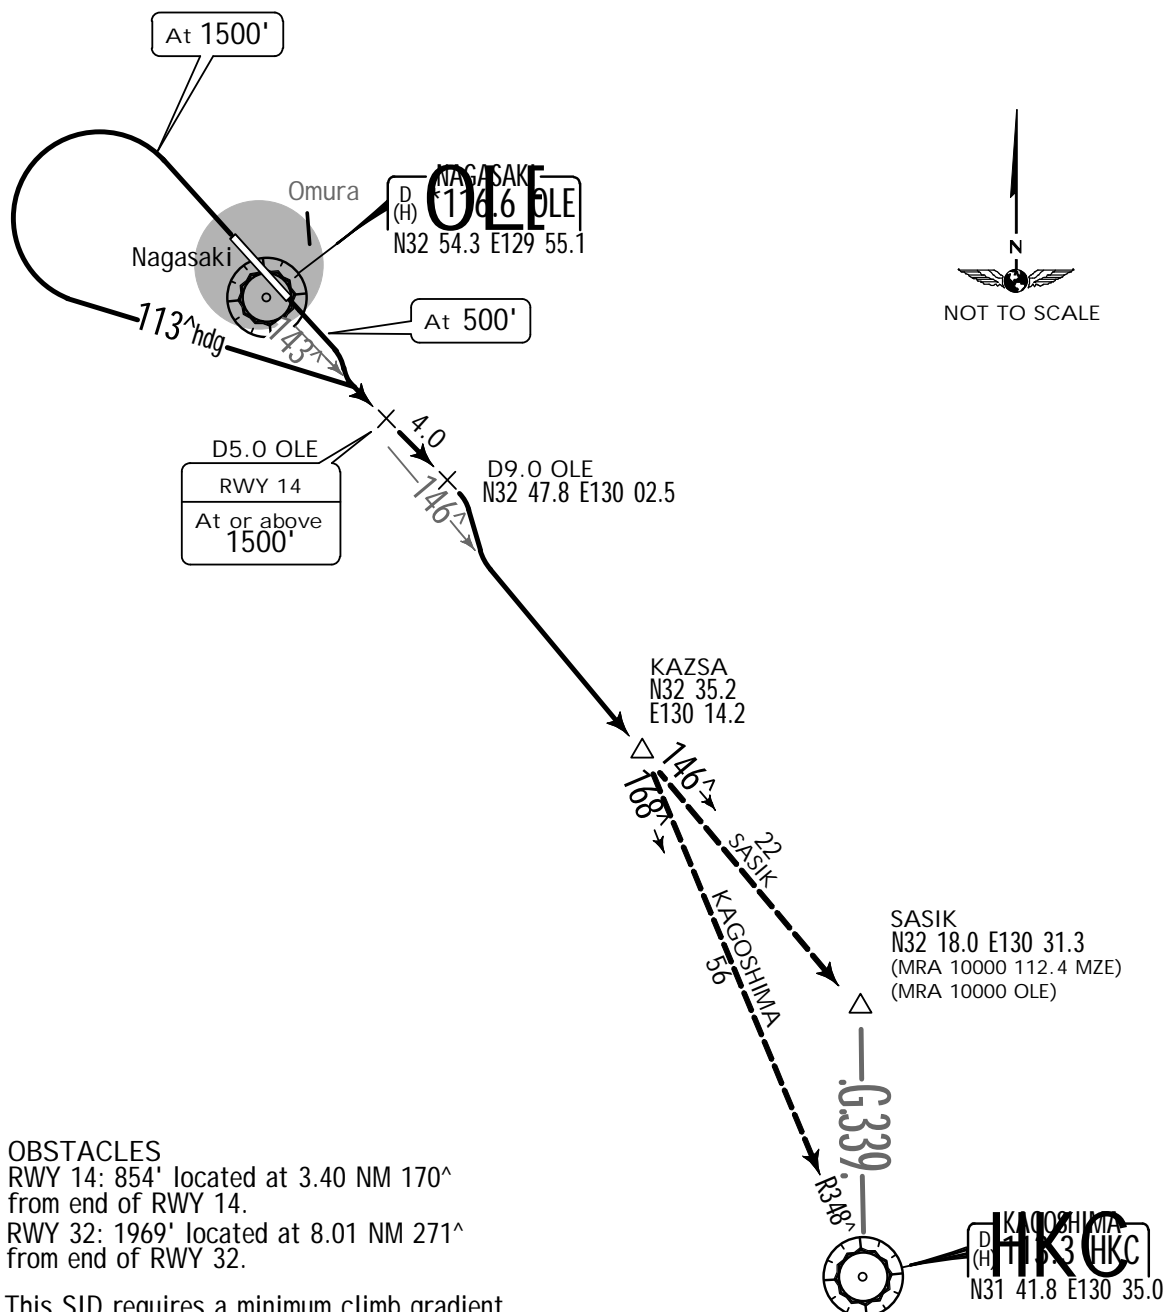 At 1500'
Omura
NAGASAKI
D
(H)
*116.6 OLE
OLE
N32 54.3 E129 55.1
Nagasaki
At 500'
N
NOT TO SCALE
113^hdg
143^
4.0
D5.0 OLE
RWY 14
At or above
1500'
D9.0 OLE
N32 47.8 E130 02.5
146^
KAZSA
N32 35.2
E130 14.2
146^
168^
22
SASIK
KAGOSHIMA
56
SASIK
N32 18.0 E130 31.3
(MRA 10000 112.4 MZE)
(MRA 10000 OLE)
.G.339.
R348^
OBSTACLES
RWY 14: 854' located at 3.40 NM 170^
from end of RWY 14.
RWY 32: 1969' located at 8.01 NM 271^
from end of RWY 32.
KAGOSHIMA
D
(H)
113.3 HKC
HKC
N31 41.8 E130 35.0
This SID requires a minimum climb gradient